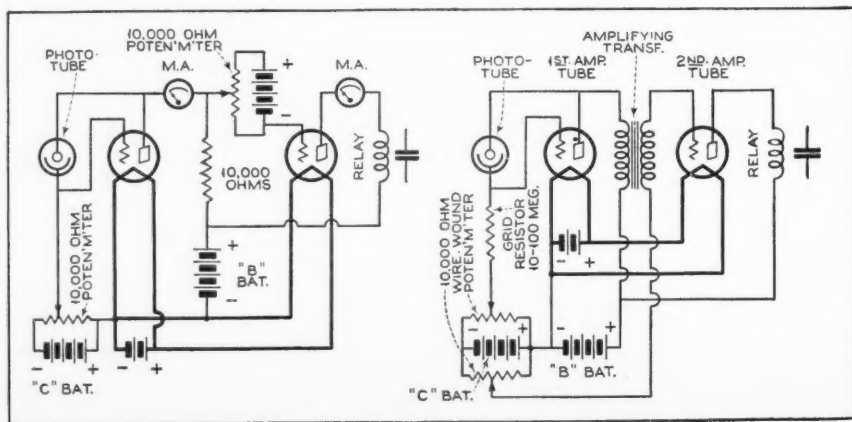 10,000 OHM
POTEN'M'TER
PHOTO-
TUBE
M.A.
+
-
M.A.
10,000
OHMS
RELAY
10,000 OHM
POTEN'M'TER
+
"B"
BAT.
-
- +
"C" BAT.
- +
AMPLIFYING
TRANSF.
PHOTO-
TUBE
1ST. AMP.
TUBE
2ND. AMP.
TUBE
RELAY
GRID
RESISTOR
10-100 MEG.
10,000 OHM
WIRE WOUND
POTEN'M'TER
- +
- +
- +
"B" BAT.
"C" BAT.